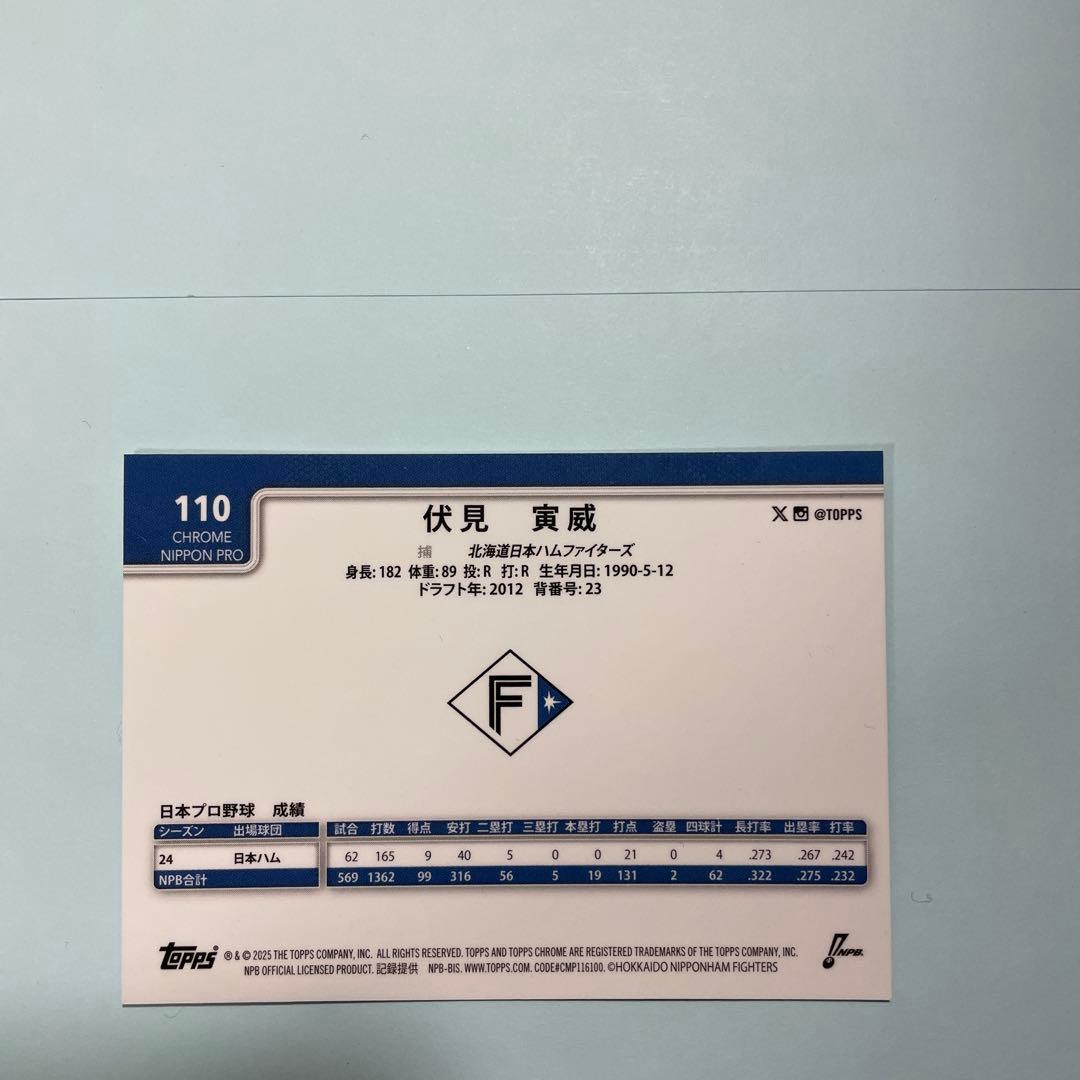 110
CHROME
NIPPON PRO
伏見 寅威
@TOPPS
捕 北海道日本ハムファイターズ
身長: 182 体重: 89 投: R 打: R 生年月日: 1990-5-12
ドラフト年: 2012 背番号: 23
F
日本プロ野球 成績
シーズン 出場球団 試合 打数 得点 安打 二塁打 三塁打 本塁打 打点 盗塁 四球計 長打率 出塁率 打率
24 日本ハム 62 165 9 40 5 0 0 21 0 4 .273 .267 .242
NPB合計 569 1362 99 316 56 5 19 131 2 62 .322 .275 .232
topps ® & © 2025 THE TOPPS COMPANY, INC. ALL RIGHTS RESERVED. TOPPS AND TOPPS CHROME ARE REGISTERED TRADEMARKS OF THE TOPPS COMPANY, INC.
NPB OFFICIAL LICENSED PRODUCT. 記録提供 NPB-BIS. WWW.TOPPS.COM. CODE#CMP116100. ©HOKKAIDO NIPPONHAM FIGHTERS
NPB.